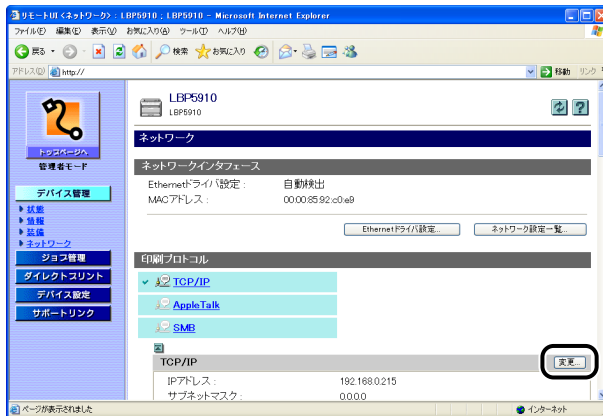 リモートUI <ネットワーク> : LBP5910 ; LBP5910 - Microsoft Internet Explorer
ファイル(F) 編集(E) 表示(V) お気に入り(A) ツール(T) ヘルプ(H)
戻る 検索 お気に入り
アドレス(D) http:// 移動 リンク
LBP5910
LBP5910
トップページへ
管理者モード
デバイス管理
状態
情報
装備
ネットワーク
ジョブ管理
ダイレクトプリント
デバイス設定
サポートリンク
ネットワーク
ネットワークインタフェース
Ethernetドライバ設定 : 自動検出
MACアドレス : 00:00:85:92:c0:e9
Ethernetドライバ設定... ネットワーク設定一覧...
印刷プロトコル
TCP/IP
AppleTalk
SMB
TCP/IP 変更...
IPアドレス : 192.168.0.215
サブネットマスク : 0.0.0.0
ページが表示されました インターネット